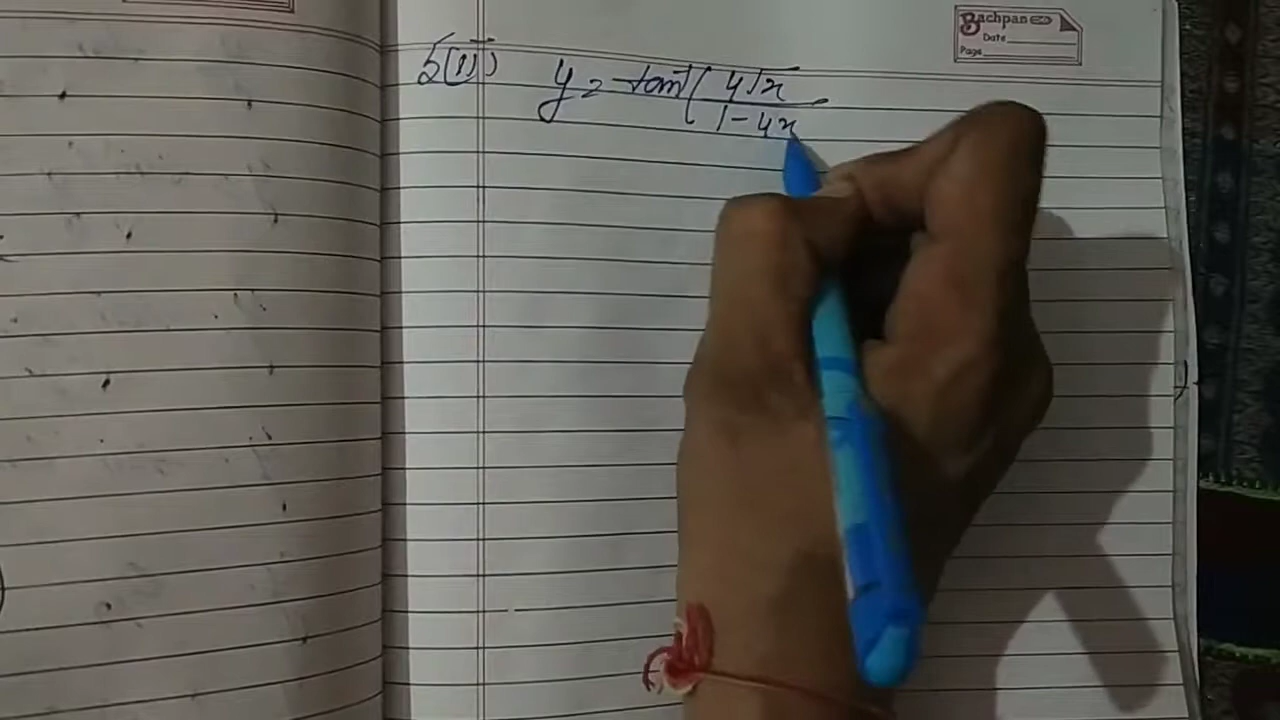 Bachpan
Date
Page
5(ii) y = tan⁻¹( 4√x
1-4x